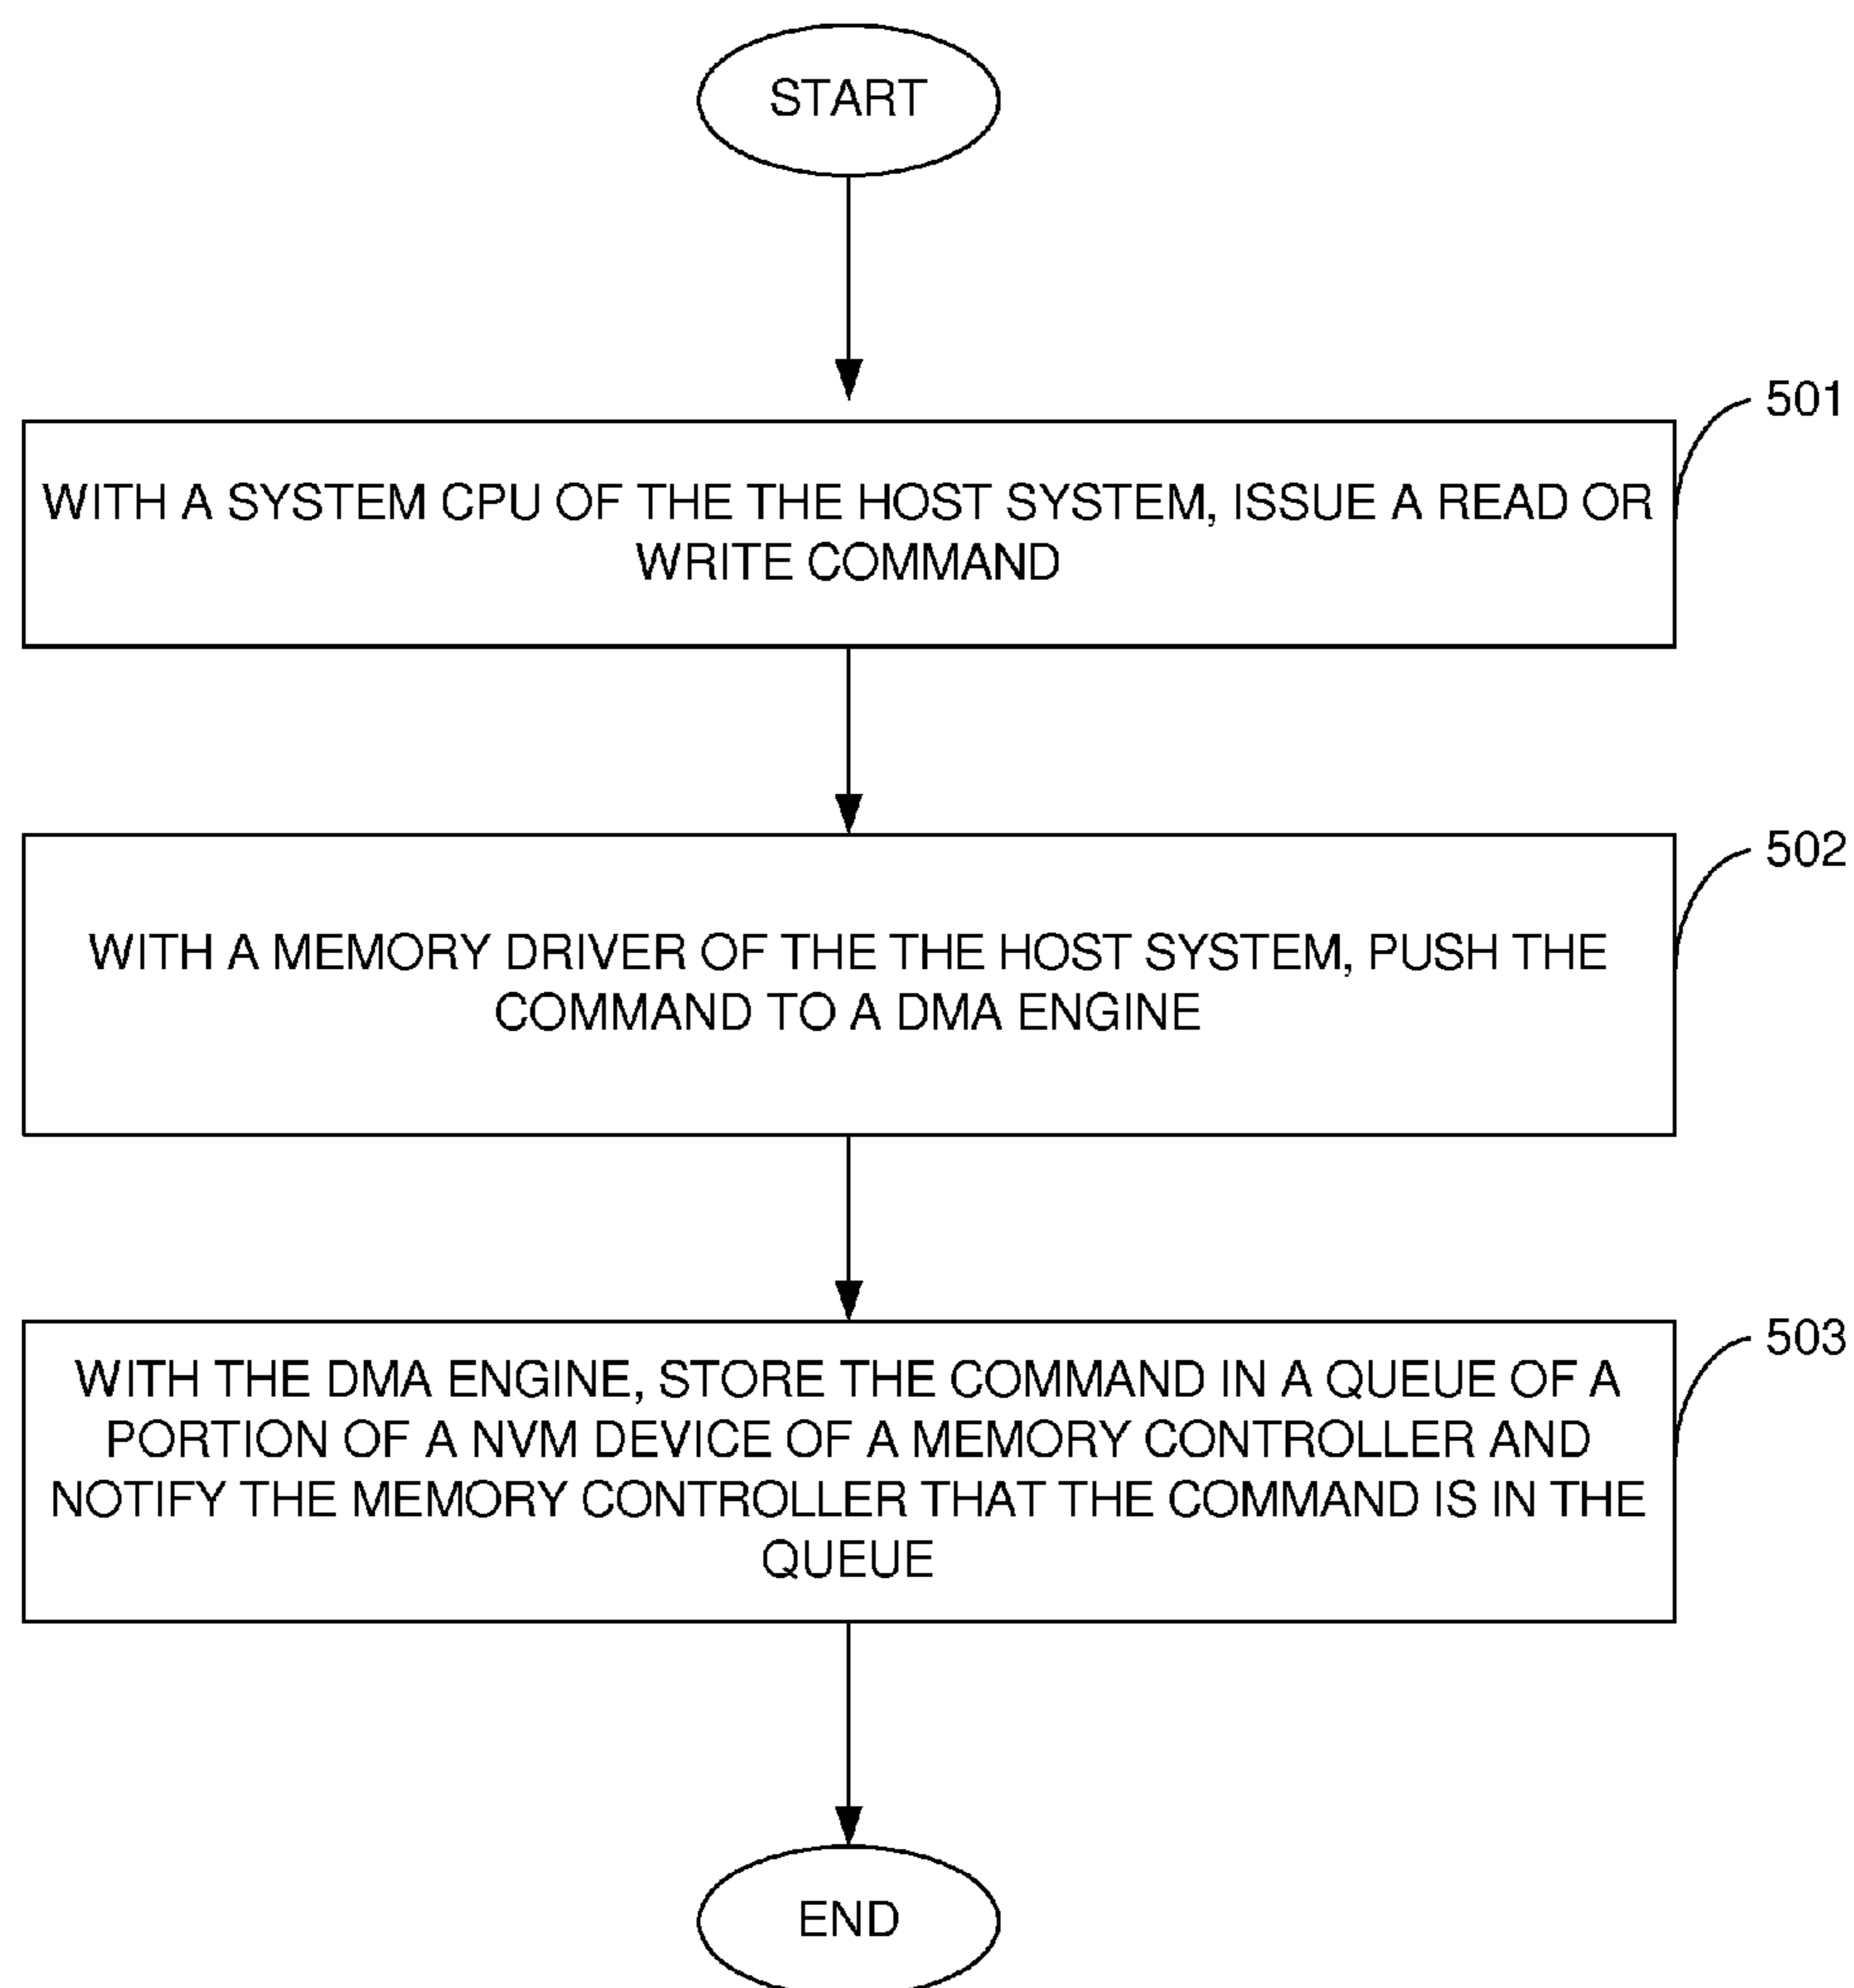 START
501
WITH A SYSTEM CPU OF THE THE HOST SYSTEM, ISSUE A READ OR
WRITE COMMAND
502
WITH A MEMORY DRIVER OF THE THE HOST SYSTEM, PUSH THE
COMMAND TO A DMA ENGINE
503
WITH THE DMA ENGINE, STORE THE COMMAND IN A QUEUE OF A
PORTION OF A NVM DEVICE OF A MEMORY CONTROLLER AND
NOTIFY THE MEMORY CONTROLLER THAT THE COMMAND IS IN THE
QUEUE
END